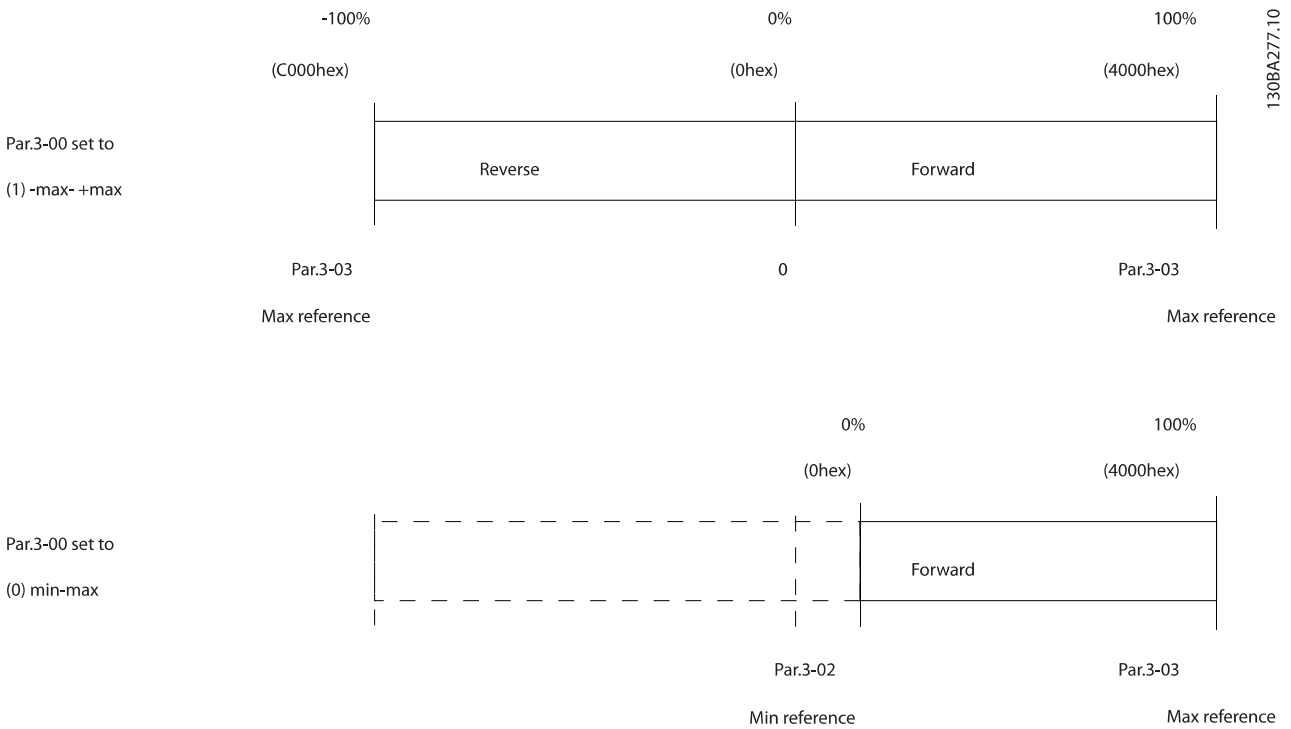 -100% 0% 100%
(C000hex) (0hex) (4000hex)
130BA277.10
Par.3-00 set to
(1) -max- +max
Reverse Forward
Par.3-03 0 Par.3-03
Max reference Max reference
0% 100%
(0hex) (4000hex)
Par.3-00 set to
(0) min-max
Forward
Par.3-02 Par.3-03
Min reference Max reference